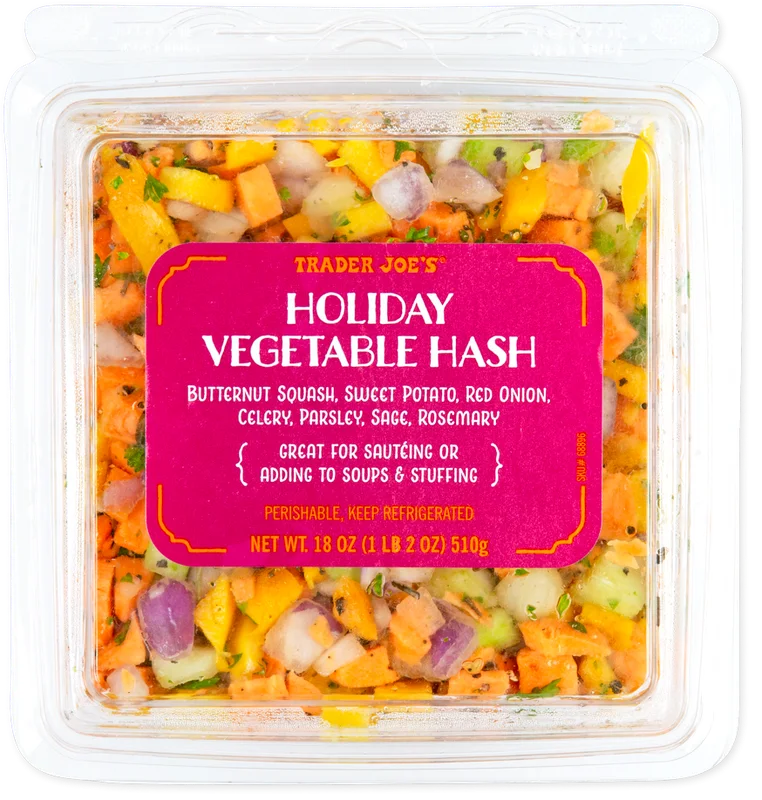 TRADER JOE'S®
HOLIDAY
VEGETABLE HASH
BUTTERNUT SQUASH, SWEET POTATO, RED ONION,
CELERY, PARSLEY, SAGE, ROSEMARY
GREAT FOR SAUTÉING OR
ADDING TO SOUPS & STUFFING
SKU# 68896
PERISHABLE, KEEP REFRIGERATED
NET WT. 18 OZ (1 LB 2 OZ) 510g